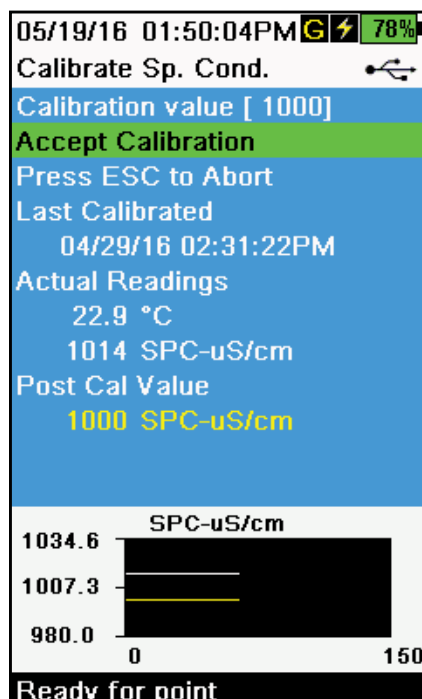 05/19/16 01:50:04PM G 78%
Calibrate Sp. Cond.
Calibration value [ 1000]
Accept Calibration
Press ESC to Abort
Last Calibrated
04/29/16 02:31:22PM
Actual Readings
22.9 °C
1014 SPC-uS/cm
Post Cal Value
1000 SPC-uS/cm
SPC-uS/cm
1034.6
1007.3
980.0
0 150
Ready for point